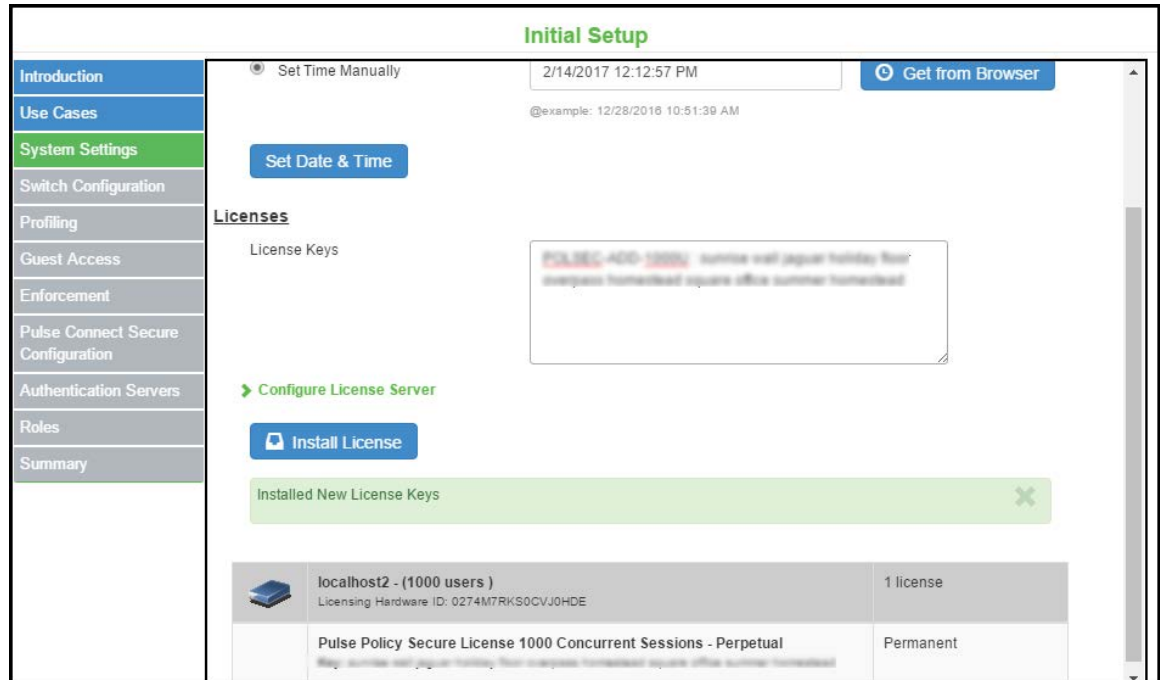 Initial Setup
Introduction
Use Cases
System Settings
Switch Configuration
Profiling
Guest Access
Enforcement
Pulse Connect Secure
Configuration
Authentication Servers
Roles
Summary
Set Time Manually
2/14/2017 12:12:57 PM
Get from Browser
@example: 12/28/2016 10:51:39 AM
Set Date & Time
Licenses
License Keys
Configure License Server
Install License
Installed New License Keys
localhost2 - (1000 users )
1 license
Licensing Hardware ID: 0274M7RKS0CVJ0HDE
Pulse Policy Secure License 1000 Concurrent Sessions - Perpetual
Permanent